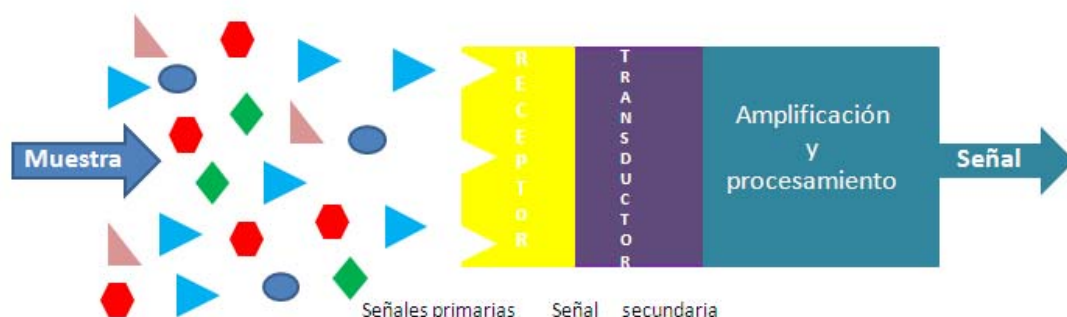 Muestra
RECEPTOR
TRANSDUCTOR
Amplificación
y
procesamiento
Señal
Señales primarias Señal secundaria